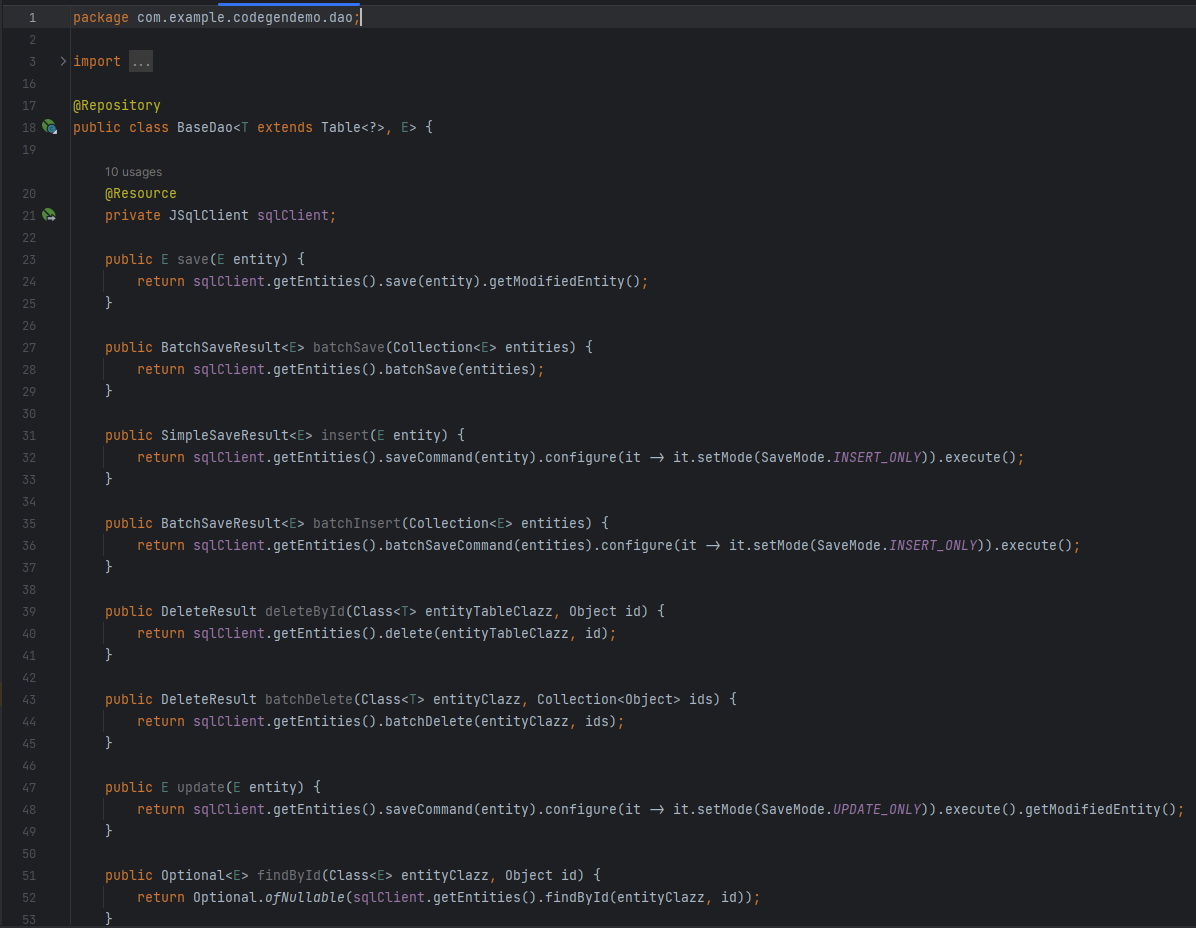 1 package com.example.codegendemo.dao;
2
3 import ...
16
17 @Repository
18 public class BaseDao<T extends Table<?>, E> {
19
10 usages
20 @Resource
21 private JSqlClient sqlClient;
22
23 public E save(E entity) {
24 return sqlClient.getEntities().save(entity).getModifiedEntity();
25 }
26
27 public BatchSaveResult<E> batchSave(Collection<E> entities) {
28 return sqlClient.getEntities().batchSave(entities);
29 }
30
31 public SimpleSaveResult<E> insert(E entity) {
32 return sqlClient.getEntities().saveCommand(entity).configure(it -> it.setMode(SaveMode.INSERT_ONLY)).execute();
33 }
34
35 public BatchSaveResult<E> batchInsert(Collection<E> entities) {
36 return sqlClient.getEntities().batchSaveCommand(entities).configure(it -> it.setMode(SaveMode.INSERT_ONLY)).execute();
37 }
38
39 public DeleteResult deleteById(Class<T> entityTableClazz, Object id) {
40 return sqlClient.getEntities().delete(entityTableClazz, id);
41 }
42
43 public DeleteResult batchDelete(Class<T> entityClazz, Collection<Object> ids) {
44 return sqlClient.getEntities().batchDelete(entityClazz, ids);
45 }
46
47 public E update(E entity) {
48 return sqlClient.getEntities().saveCommand(entity).configure(it -> it.setMode(SaveMode.UPDATE_ONLY)).execute().getModifiedEntity();
49 }
50
51 public Optional<E> findById(Class<E> entityClazz, Object id) {
52 return Optional.ofNullable(sqlClient.getEntities().findById(entityClazz, id));
53 }